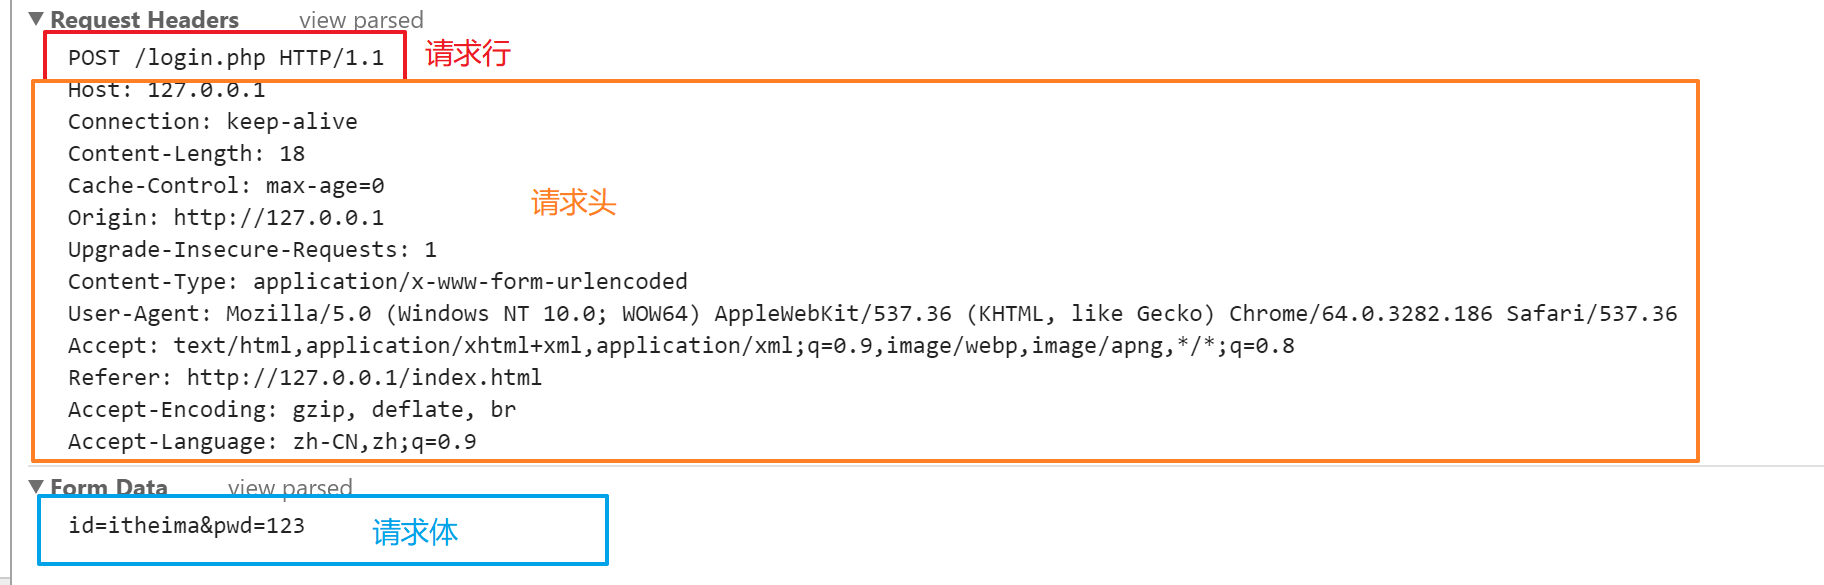 Request Headers view parsed
POST /login.php HTTP/1.1 请求行
Host: 127.0.0.1
Connection: keep-alive
Content-Length: 18
Cache-Control: max-age=0
请求头
Origin: http://127.0.0.1
Upgrade-Insecure-Requests: 1
Content-Type: application/x-www-form-urlencoded
User-Agent: Mozilla/5.0 (Windows NT 10.0; WOW64) AppleWebKit/537.36 (KHTML, like Gecko) Chrome/64.0.3282.186 Safari/537.36
Accept: text/html,application/xhtml+xml,application/xml;q=0.9,image/webp,image/apng,*/*;q=0.8
Referer: http://127.0.0.1/index.html
Accept-Encoding: gzip, deflate, br
Accept-Language: zh-CN,zh;q=0.9
Form Data view parsed
id=itheima&pwd=123 请求体